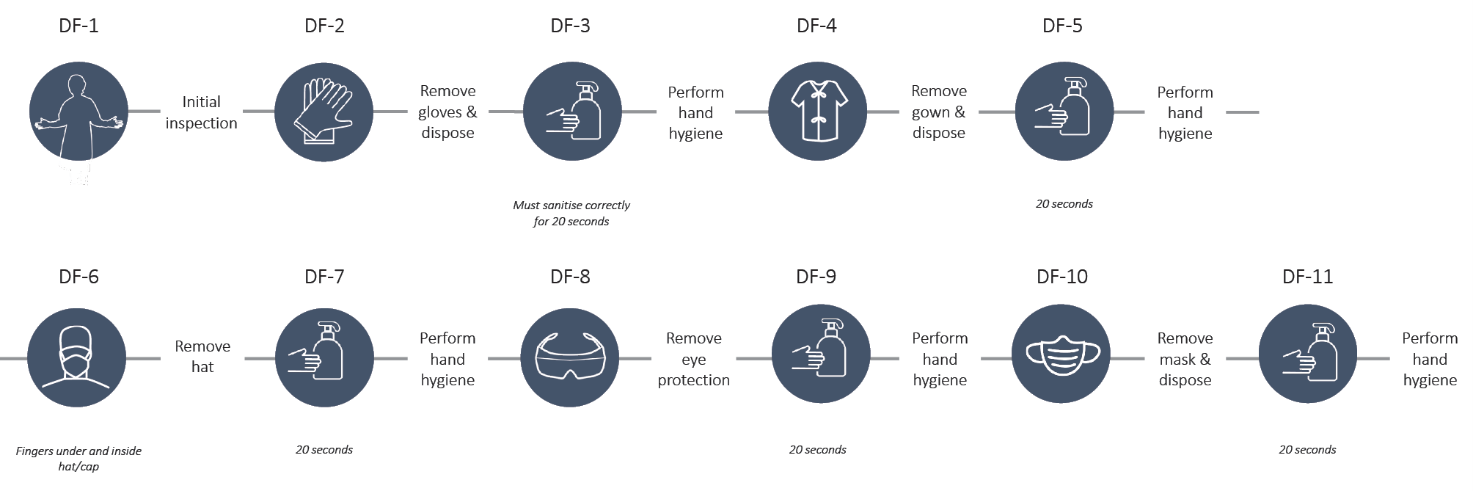 DF-1
DF-2
DF-3
DF-4
DF-5
Initial
inspection
Remove
gloves &
dispose
Perform
hand
hygiene
Remove
gown &
dispose
Perform
hand
hygiene
Must sanitise correctly
for 20 seconds
20 seconds
DF-6
DF-7
DF-8
DF-9
DF-10
DF-11
Remove
hat
Perform
hand
hygiene
Remove
eye
protection
Perform
hand
hygiene
Remove
mask &
dispose
Perform
hand
hygiene
Fingers under and inside
hat/cap
20 seconds
20 seconds
20 seconds